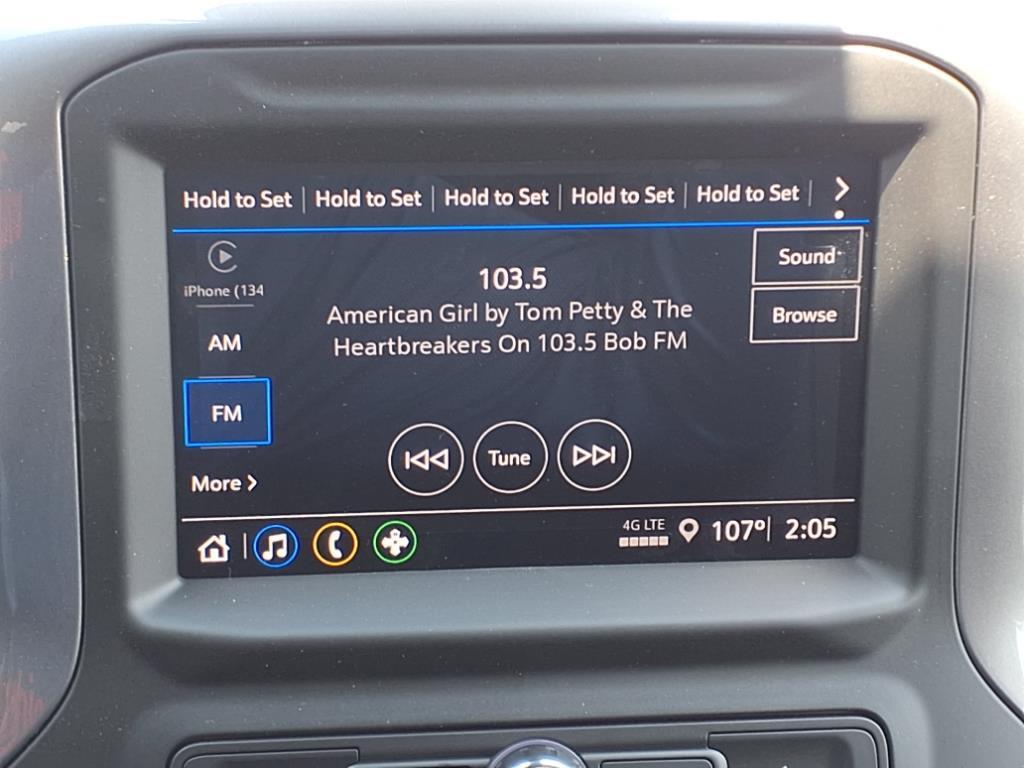 Hold to Set Hold to Set Hold to Set Hold to Set Hold to Set
iPhone (134
AM
FM
More
103.5
American Girl by Tom Petty & The
Heartbreakers On 103.5 Bob FM
Sound
Browse
Tune
4G LTE
107° 2:05